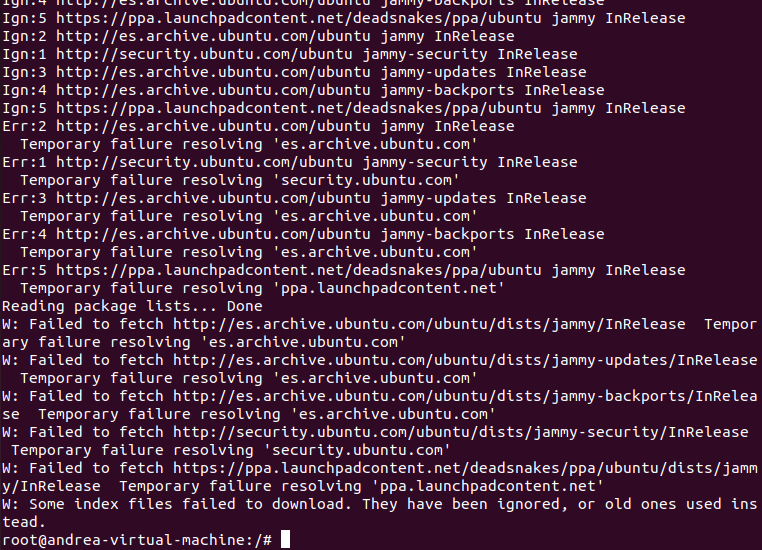 Ign:4 http://es.archive.ubuntu.com/ubuntu jammy-backports InRelease
Ign:5 https://ppa.launchpadcontent.net/deadsnakes/ppa/ubuntu jammy InRelease
Ign:2 http://es.archive.ubuntu.com/ubuntu jammy InRelease
Ign:1 http://security.ubuntu.com/ubuntu jammy-security InRelease
Ign:3 http://es.archive.ubuntu.com/ubuntu jammy-updates InRelease
Ign:4 http://es.archive.ubuntu.com/ubuntu jammy-backports InRelease
Ign:5 https://ppa.launchpadcontent.net/deadsnakes/ppa/ubuntu jammy InRelease
Err:2 http://es.archive.ubuntu.com/ubuntu jammy InRelease
  Temporary failure resolving 'es.archive.ubuntu.com'
Err:1 http://security.ubuntu.com/ubuntu jammy-security InRelease
  Temporary failure resolving 'security.ubuntu.com'
Err:3 http://es.archive.ubuntu.com/ubuntu jammy-updates InRelease
  Temporary failure resolving 'es.archive.ubuntu.com'
Err:4 http://es.archive.ubuntu.com/ubuntu jammy-backports InRelease
  Temporary failure resolving 'es.archive.ubuntu.com'
Err:5 https://ppa.launchpadcontent.net/deadsnakes/ppa/ubuntu jammy InRelease
  Temporary failure resolving 'ppa.launchpadcontent.net'
Reading package lists... Done
W: Failed to fetch http://es.archive.ubuntu.com/ubuntu/dists/jammy/InRelease  Tempor
ary failure resolving 'es.archive.ubuntu.com'
W: Failed to fetch http://es.archive.ubuntu.com/ubuntu/dists/jammy-updates/InRelease
  Temporary failure resolving 'es.archive.ubuntu.com'
W: Failed to fetch http://es.archive.ubuntu.com/ubuntu/dists/jammy-backports/InRelea
se  Temporary failure resolving 'es.archive.ubuntu.com'
W: Failed to fetch http://security.ubuntu.com/ubuntu/dists/jammy-security/InRelease
 Temporary failure resolving 'security.ubuntu.com'
W: Failed to fetch https://ppa.launchpadcontent.net/deadsnakes/ppa/ubuntu/dists/jamm
y/InRelease  Temporary failure resolving 'ppa.launchpadcontent.net'
W: Some index files failed to download. They have been ignored, or old ones used ins
tead.
root@andrea-virtual-machine:/#